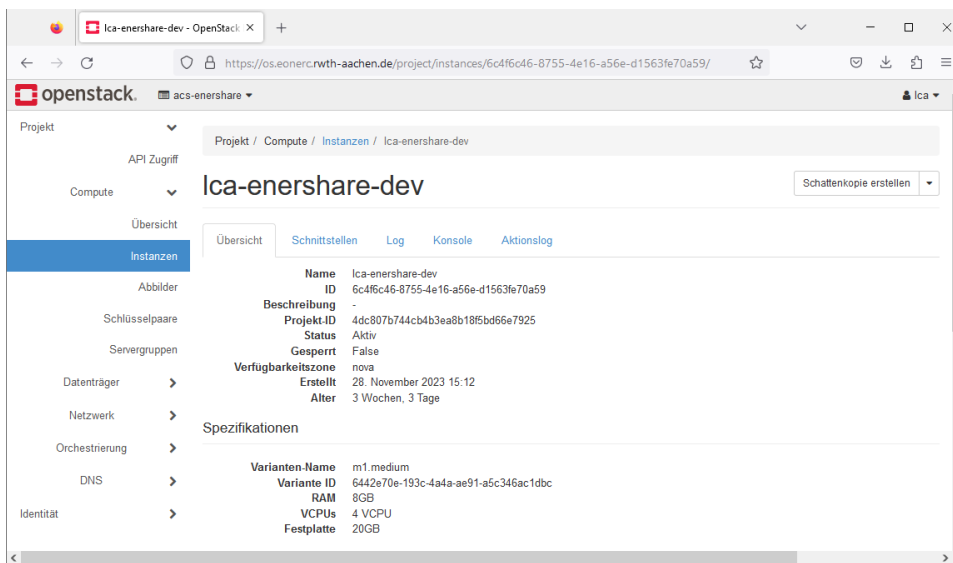 lca-enershare-dev - OpenStack
https://os.eonerc.rwth-aachen.de/project/instances/6c4f6c46-8755-4e16-a56e-d1563fe70a59/
openstack.
acs-enershare
lca
Projekt
API Zugriff
Compute
Übersicht
Instanzen
Abbilder
Schlüsselpaare
Servergruppen
Datenträger
Netzwerk
Orchestrierung
DNS
Identität
Projekt / Compute / Instanzen / lca-enershare-dev
lca-enershare-dev
Schattenkopie erstellen
Übersicht Schnittstellen Log Konsole Aktionslog
Name lca-enershare-dev
ID 6c4f6c46-8755-4e16-a56e-d1563fe70a59
Beschreibung -
Projekt-ID 4dc807b744cb4b3ea8b18f5bd66e7925
Status Aktiv
Gesperrt False
Verfügbarkeitszone nova
Erstellt 28. November 2023 15:12
Alter 3 Wochen, 3 Tage
Spezifikationen
Varianten-Name m1.medium
Variante ID 6442e70e-193c-4a4a-ae91-a5c346ac1dbc
RAM 8GB
VCPUs 4 VCPU
Festplatte 20GB